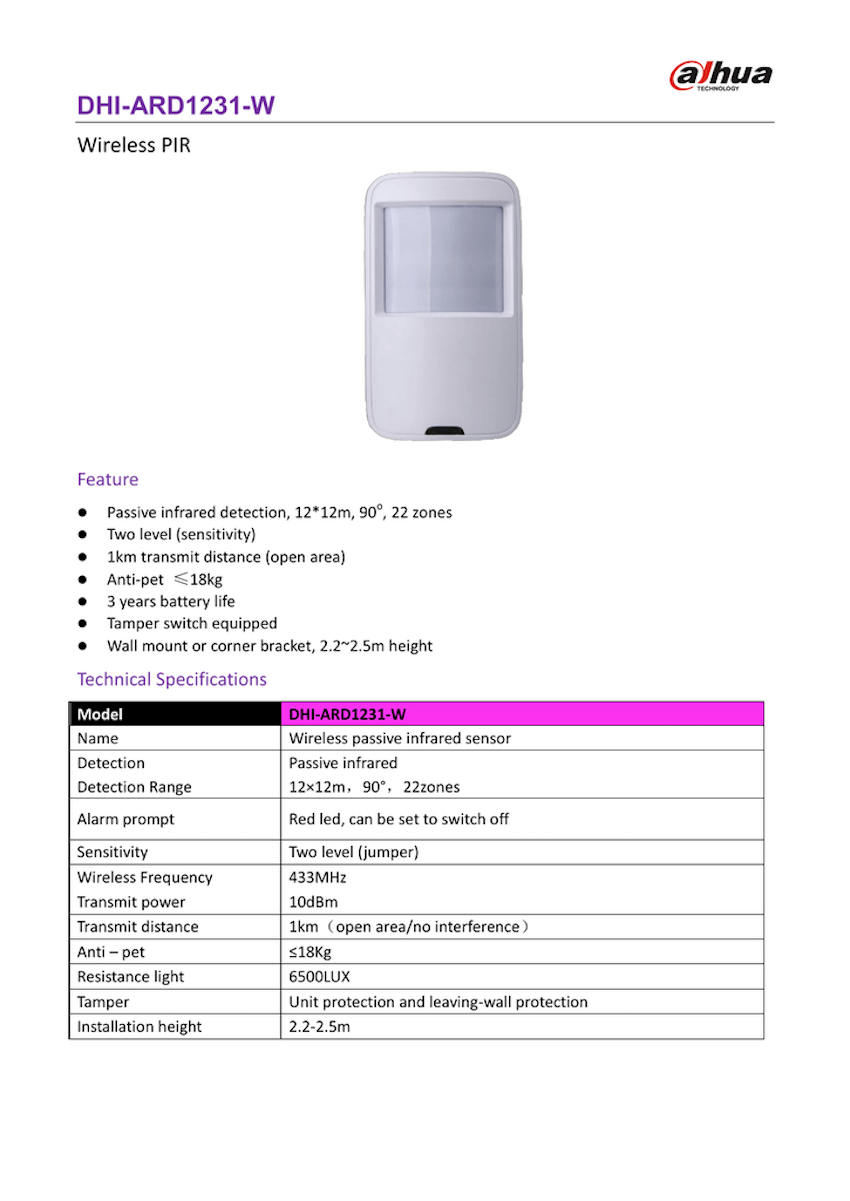 alhua
TECHNOLOGY
DHI-ARD1231-W
Wireless PIR
Feature
● Passive infrared detection, 12*12m, 90°, 22 zones
● Two level (sensitivity)
● 1km transmit distance (open area)
● Anti-pet ≤18kg
● 3 years battery life
● Tamper switch equipped
● Wall mount or corner bracket, 2.2~2.5m height
Technical Specifications
Model DHI-ARD1231-W
Name Wireless passive infrared sensor
Detection Passive infrared
Detection Range 12×12m，90°，22zones
Alarm prompt Red led, can be set to switch off
Sensitivity Two level (jumper)
Wireless Frequency 433MHz
Transmit power 10dBm
Transmit distance 1km（open area/no interference）
Anti – pet ≤18Kg
Resistance light 6500LUX
Tamper Unit protection and leaving-wall protection
Installation height 2.2-2.5m